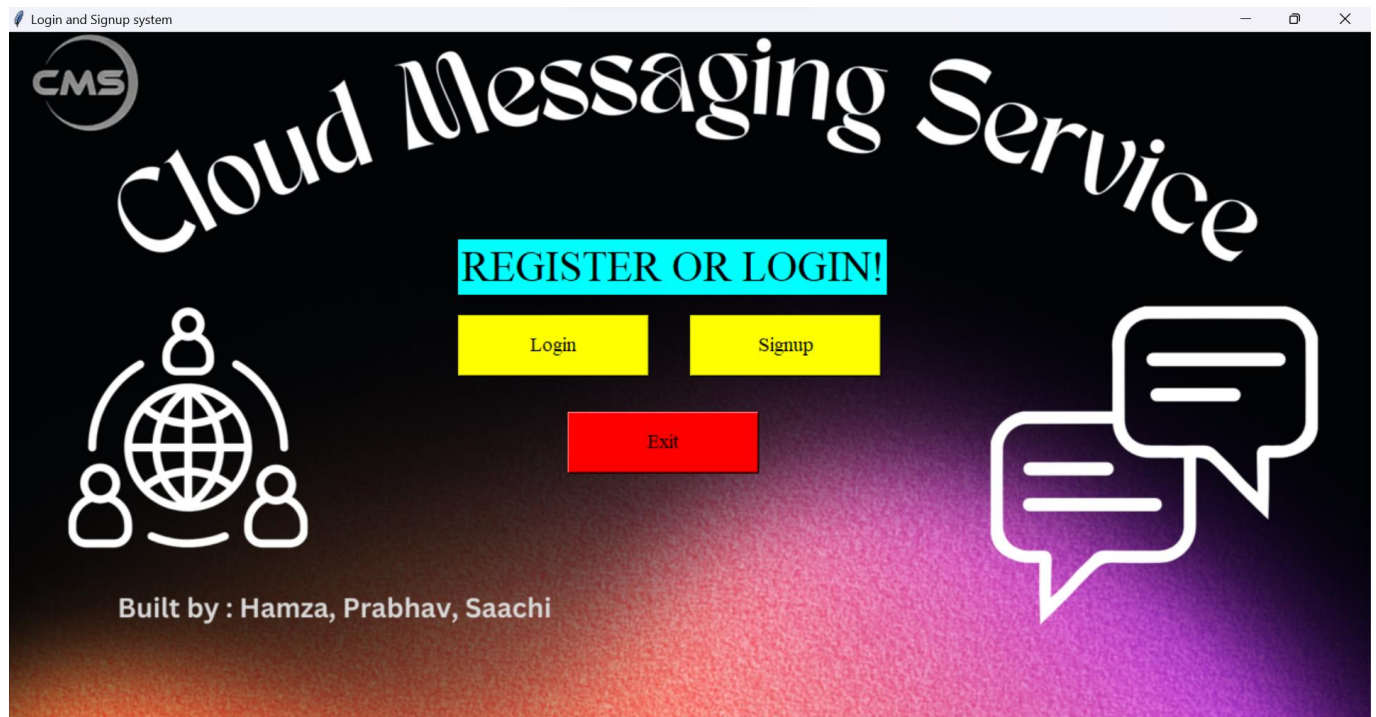 Login and Signup system
CMS
Cloud Messaging Service
REGISTER OR LOGIN!
Login
Signup
Exit
Built by : Hamza, Prabhav, Saachi